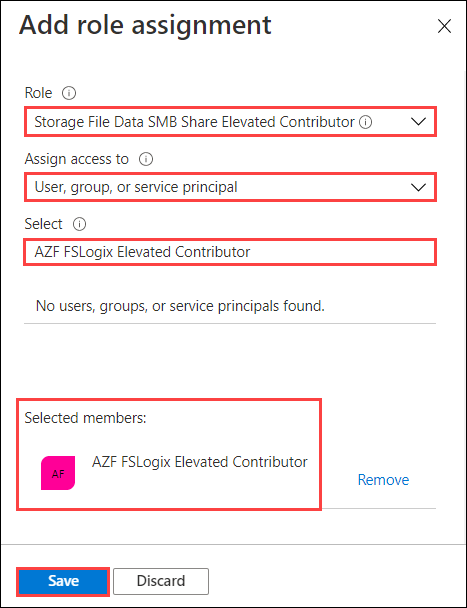 Add role assignment
Role
Storage File Data SMB Share Elevated Contributor
Assign access to
User, group, or service principal
Select
AZF FSLogix Elevated Contributor
No users, groups, or service principals found.
Selected members:
AF
AZF FSLogix Elevated Contributor
Remove
Save
Discard